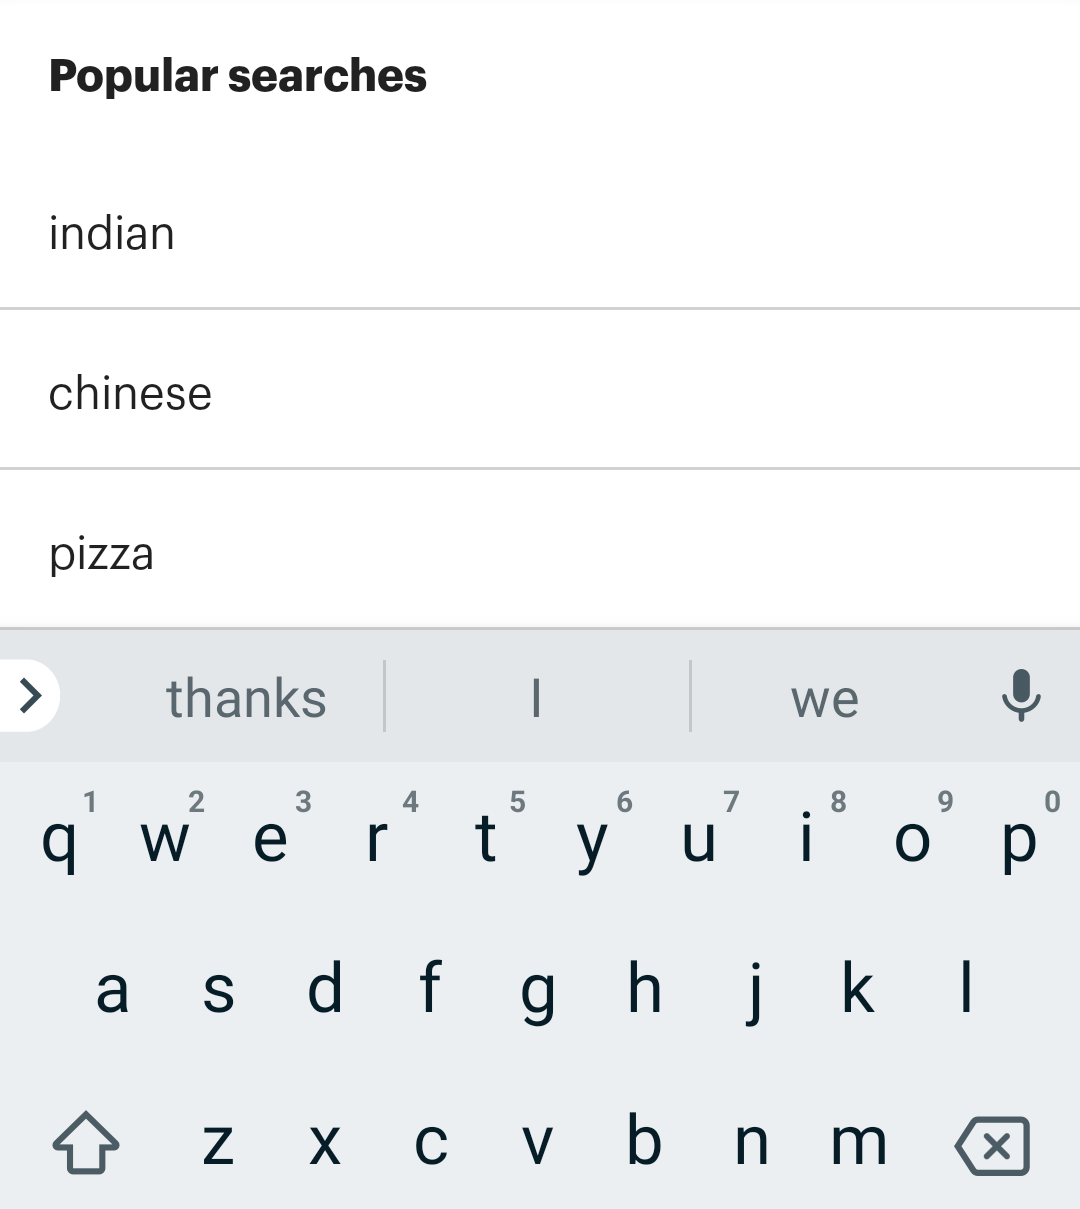 Popular searches
indian
chinese
pizza
thanks I we
1 2 3 4 5 6 7 8 9 0
q w e r t y u i o p
a s d f g h j k l
z x c v b n m